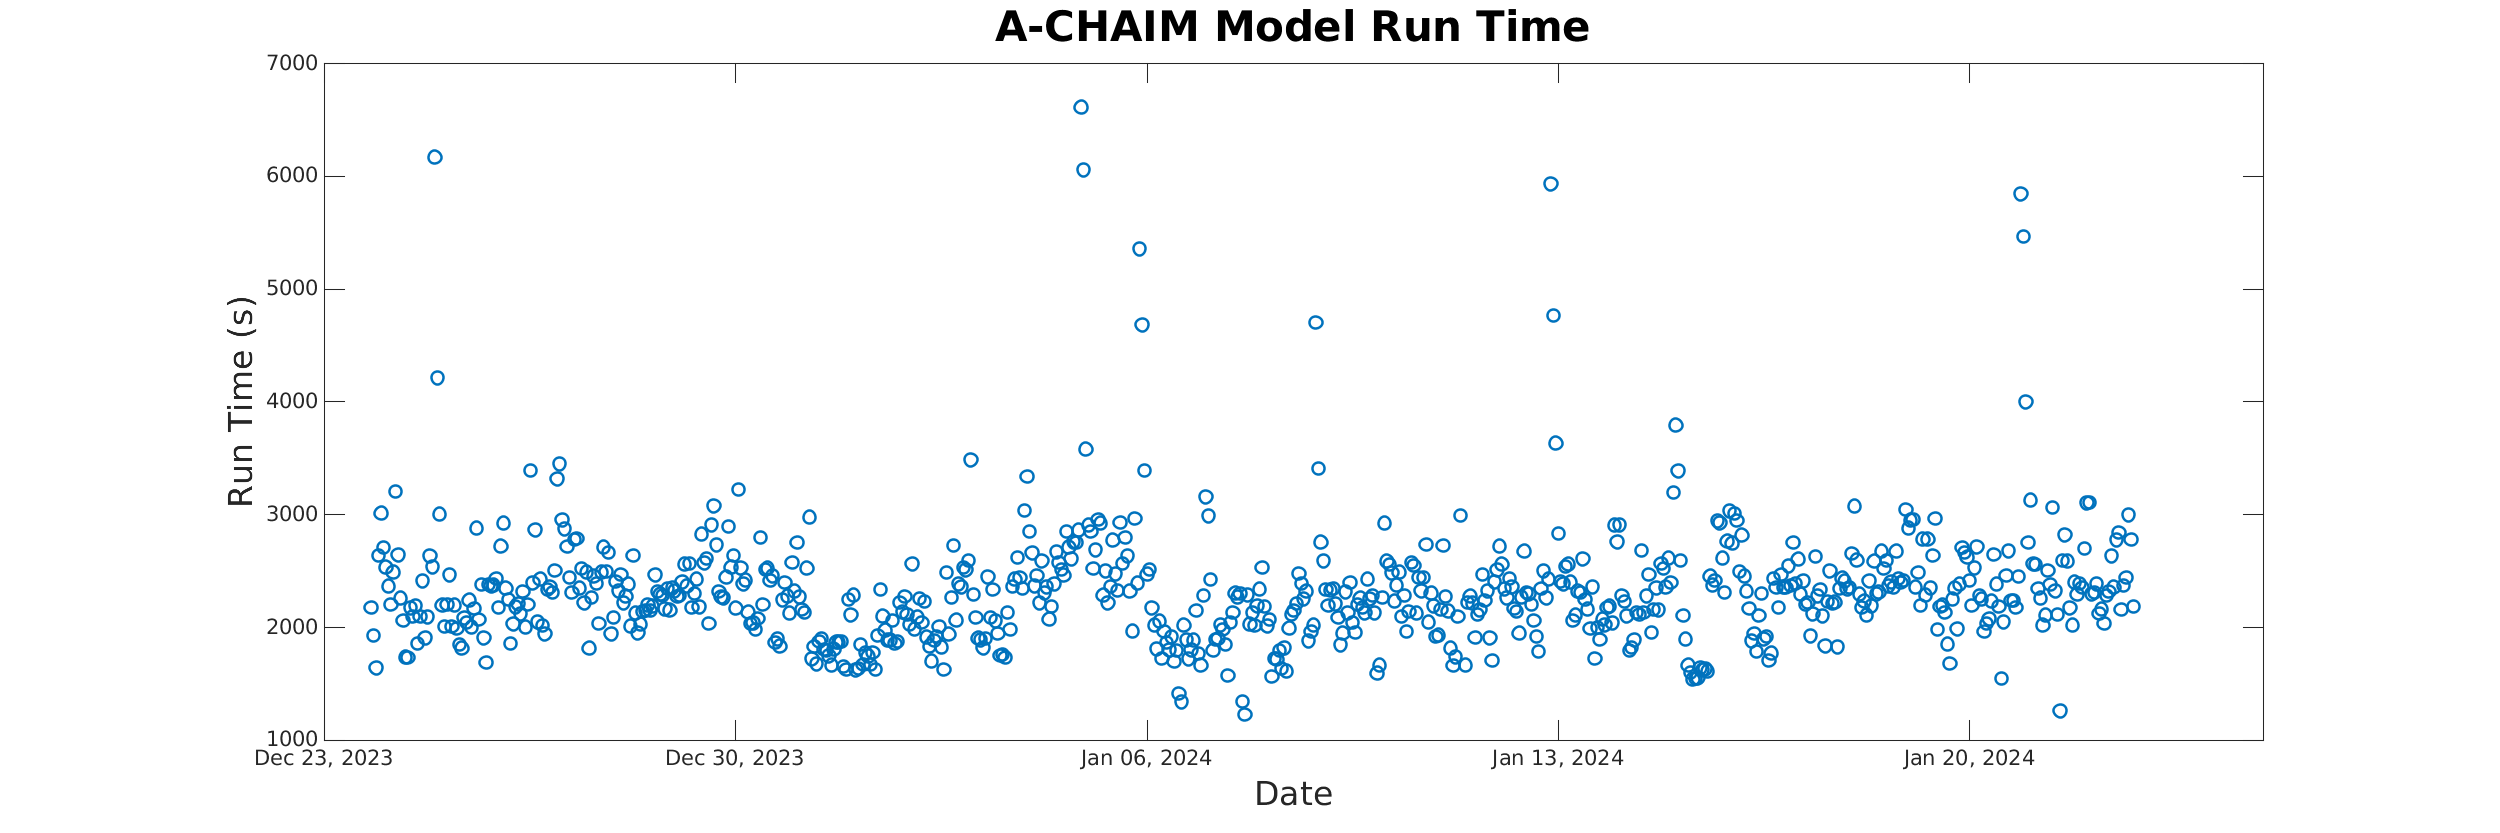 A-CHAIM Model Run Time
7000
6000
5000
4000
3000
2000
1000
Run Time (s)
Dec 23, 2023
Dec 30, 2023
Jan 06, 2024
Jan 13, 2024
Jan 20, 2024
Date